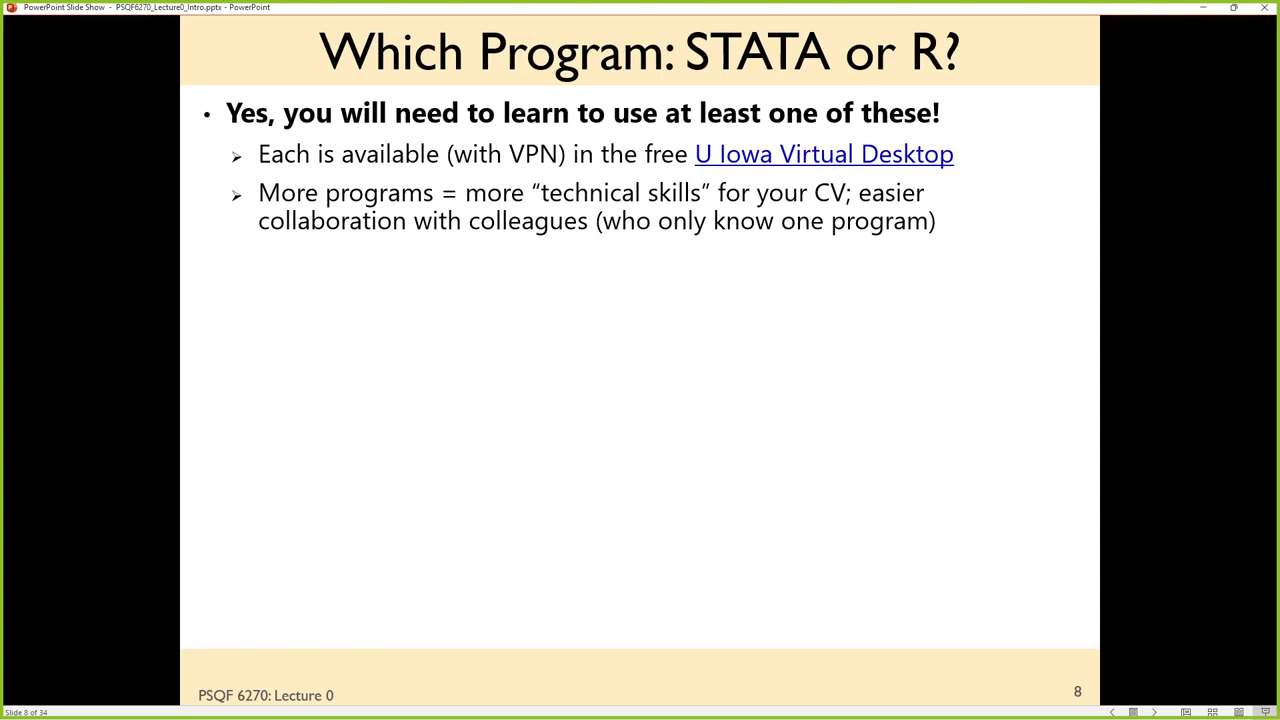 PowerPoint Slide Show - PSQF6270_Lecture0_Intro.pptx - PowerPoint
Which Program: STATA or R?
• Yes, you will need to learn to use at least one of these!
➢ Each is available (with VPN) in the free U Iowa Virtual Desktop
➢ More programs = more “technical skills” for your CV; easier
collaboration with colleagues (who only know one program)
PSQF 6270: Lecture 0
8
Slide 8 of 34